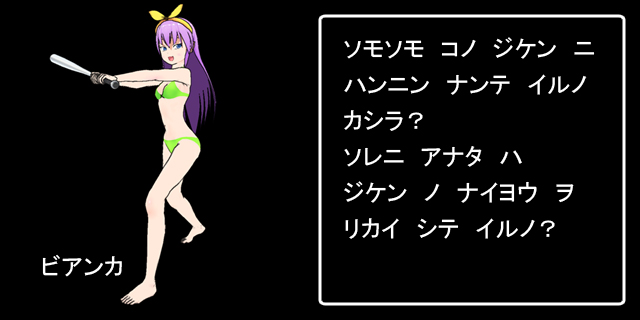 ソモソモ コノ ジケン ニ
ハンニン ナンテ イルノ
カシラ？
ソレニ アナタ ハ
ジケン ノ ナイヨウ ヲ
リカイ シテ イルノ？
ビアンカ